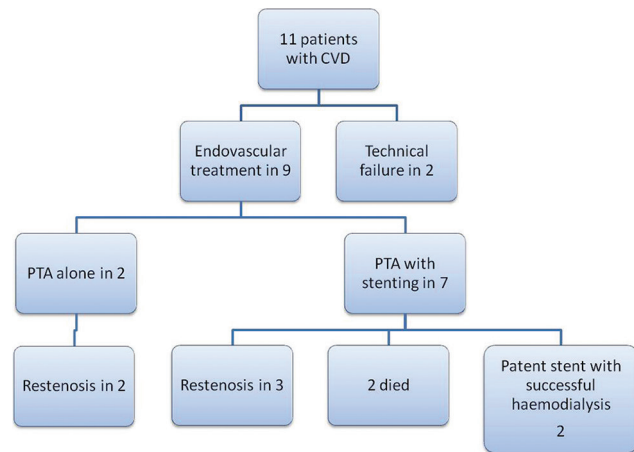 11 patients
with CVD
Endovascular
treatment in 9
Technical
failure in 2
PTA alone in 2
PTA with
stenting in 7
Restenosis in 2
Restenosis in 3
2 died
Patent stent with
successful
haemodialysis
2